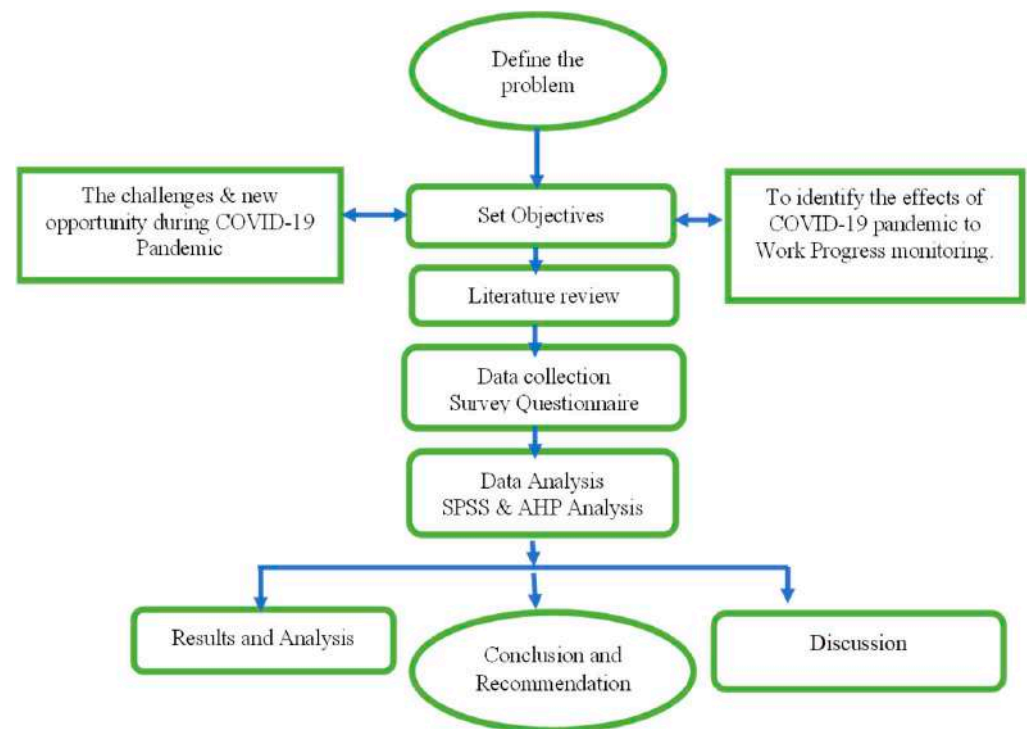 Define the
problem
The challenges & new
opportunity during COVID-19
Pandemic
Set Objectives
To identify the effects of
COVID-19 pandemic to
Work Progress monitoring.
Literature review
Data collection
Survey Questionnaire
Data Analysis
SPSS & AHP Analysis
Results and Analysis
Conclusion and
Recommendation
Discussion